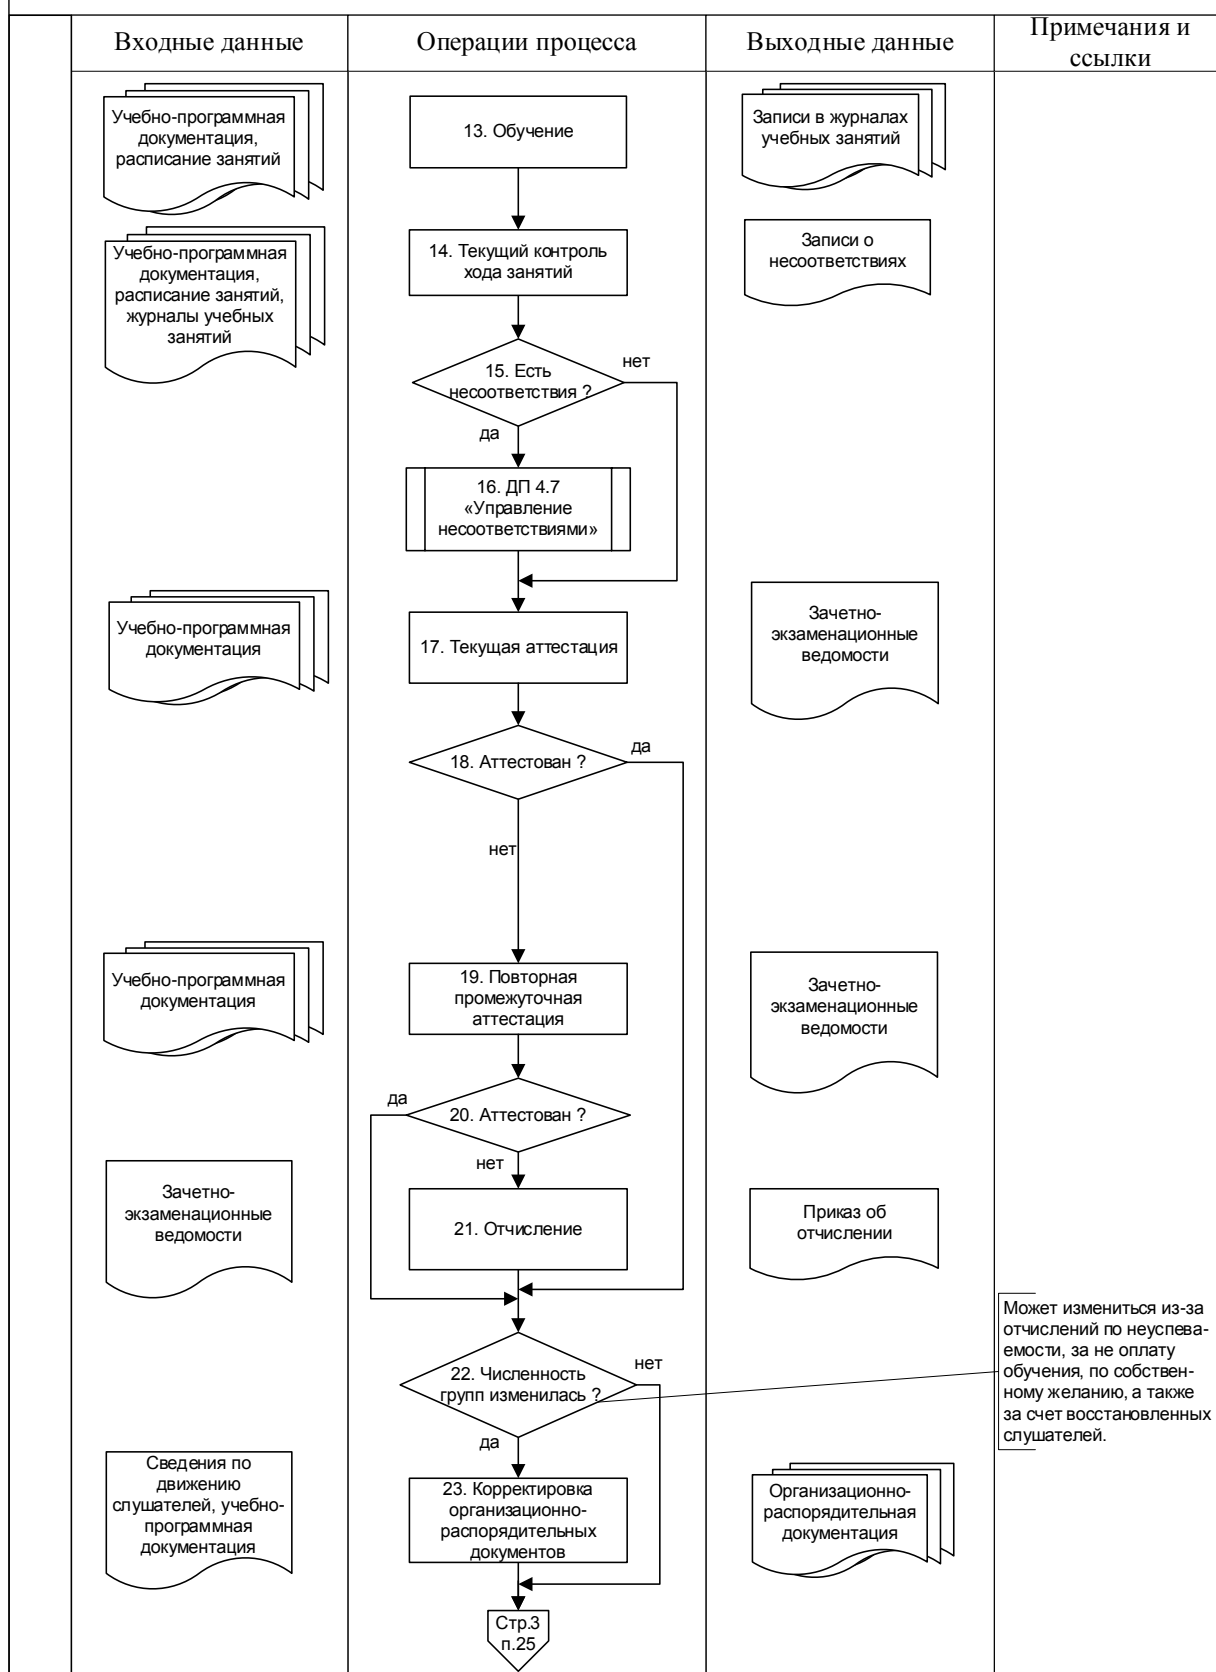 Входные данные
Операции процесса
Выходные данные
Примечания и
ссылки
Учебно-программная
документация,
расписание занятий
13. Обучение
Записи в журналах
учебных занятий
Учебно-программная
документация,
расписание занятий,
журналы учебных
занятий
14. Текущий контроль
хода занятий
Записи о
несоответствиях
15. Есть
несоответствия ?
нет
да
16. ДП 4.7
«Управление
несоответствиями»
Учебно-программная
документация
17. Текущая аттестация
Зачетно-
экзаменационные
ведомости
18. Аттестован ?
да
нет
Учебно-программная
документация
19. Повторная
промежуточная
аттестация
Зачетно-
экзаменационные
ведомости
да
20. Аттестован ?
нет
Зачетно-
экзаменационные
ведомости
21. Отчисление
Приказ об
отчислении
22. Численность
групп изменилась ?
нет
да
Может измениться из-за
отчислений по неуспева-
емости, за не оплату
обучения, по собствен-
ному желанию, а также
за счет восстановленных
слушателей.
Сведения по
движению
слушателей, учебно-
программная
документация
23. Корректировка
организационно-
распорядительных
документов
Организационно-
распорядительная
документация
Стр.3
п.25